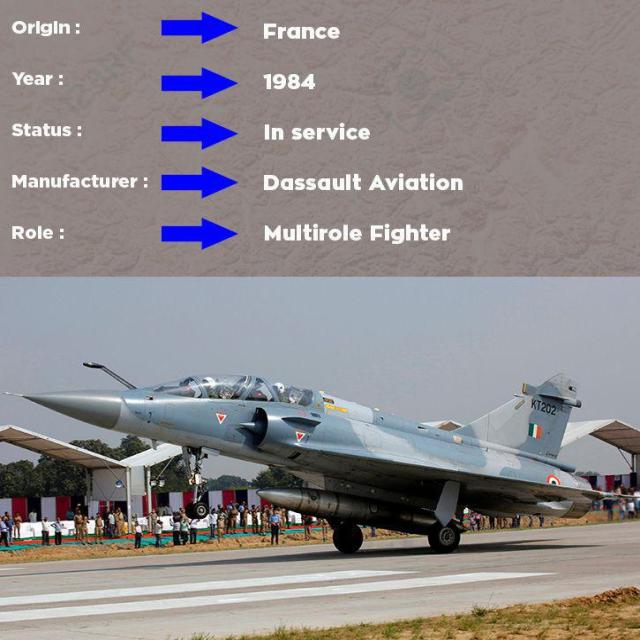 Origin : France
Year : 1984
Status : In service
Manufacturer : Dassault Aviation
Role : Multirole Fighter
KT202